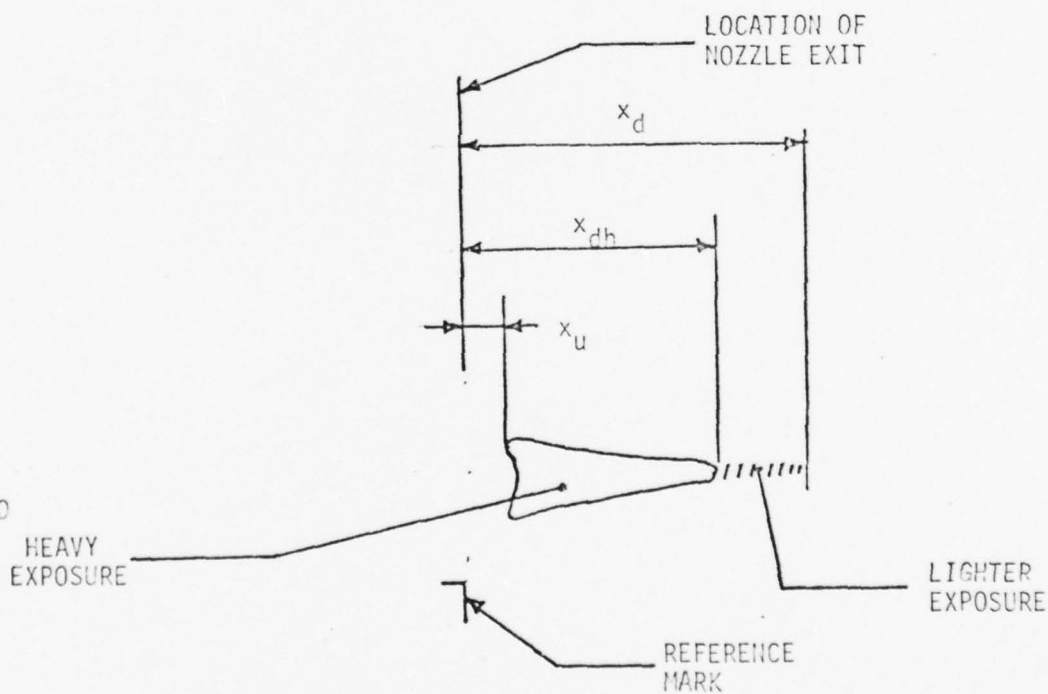 LOCATION OF
NOZZLE EXIT
x_d
x_dh
x_u
HEAVY
EXPOSURE
LIGHTER
EXPOSURE
REFERENCE
MARK